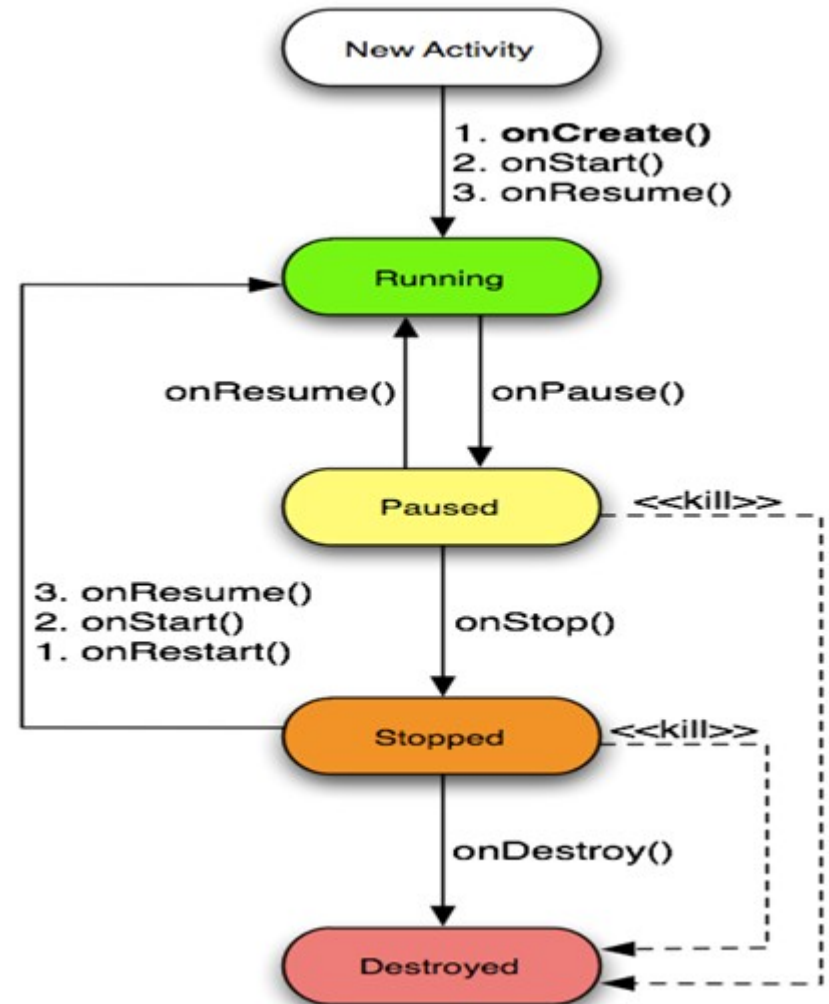 New Activity
1. onCreate()
2. onStart()
3. onResume()
Running
onResume()
onPause()
Paused
<<kill>>
3. onResume()
2. onStart()
1. onRestart()
onStop()
Stopped
<<kill>>
onDestroy()
Destroyed